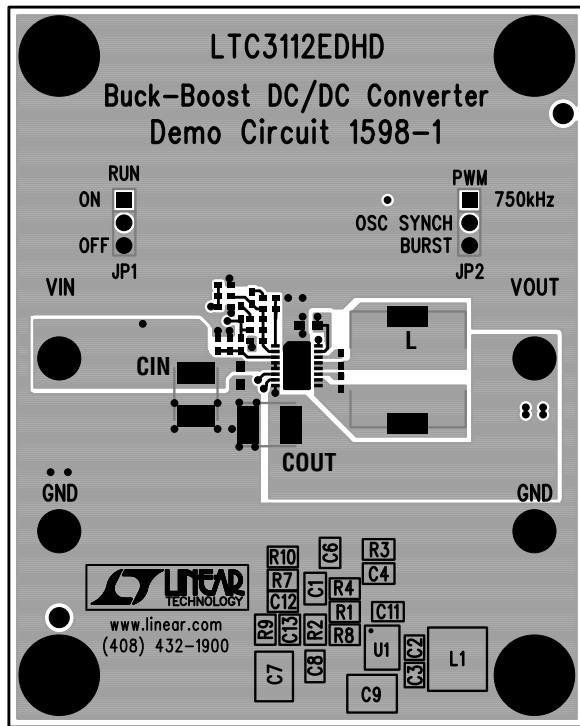 LTC3112EDHD
Buck-Boost DC/DC Converter
Demo Circuit 1598-1
RUN
ON
OFF
JP1
PWM
750kHz
OSC SYNCH
BURST
JP2
VIN
VOUT
L
CIN
COUT
GND
GND
LINEAR
TECHNOLOGY
www.linear.com
(408) 432-1900
R10
C6
R3
R7
C1
C4
R4
C12
R1
C11
R9
C13
R2
R8
U1
C2
L1
C7
C8
C3
C9